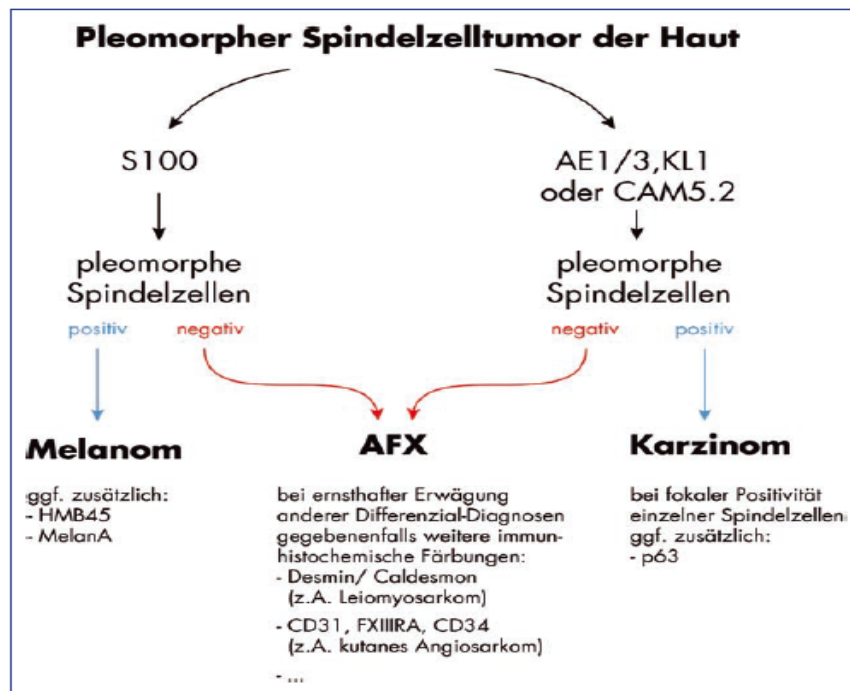 Pleomorpher Spindelzelltumor der Haut
S100
AE1/3,KL1
oder CAM5.2
pleomorphe
Spindelzellen
pleomorphe
Spindelzellen
positiv
negativ
negativ
positiv
Melanom
AFX
Karzinom
ggf. zusätzlich:
- HMB45
- MelanA
bei ernsthafter Erwägung
anderer Differenzial-Diagnosen
gegebenenfalls weitere immun-
histochemische Färbungen:
- Desmin/ Caldesmon
(z.A. Leiomyosarkom)
- CD31, FXIIIRA, CD34
(z.A. kutanes Angiosarkom)
- ...
bei fokaler Positivität
einzelner Spindelzellen
ggf. zusätzlich:
- p63